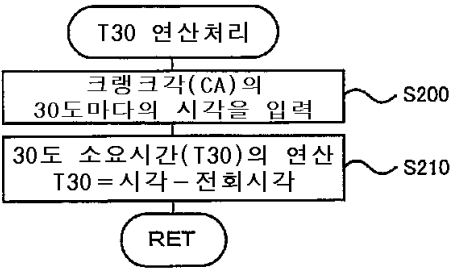 T30 연산처리
크랭크각(CA)의
30도마다의 시각을 입력
S200
30도 소요시간(T30)의 연산
T30=시각-전회시각
S210
RET